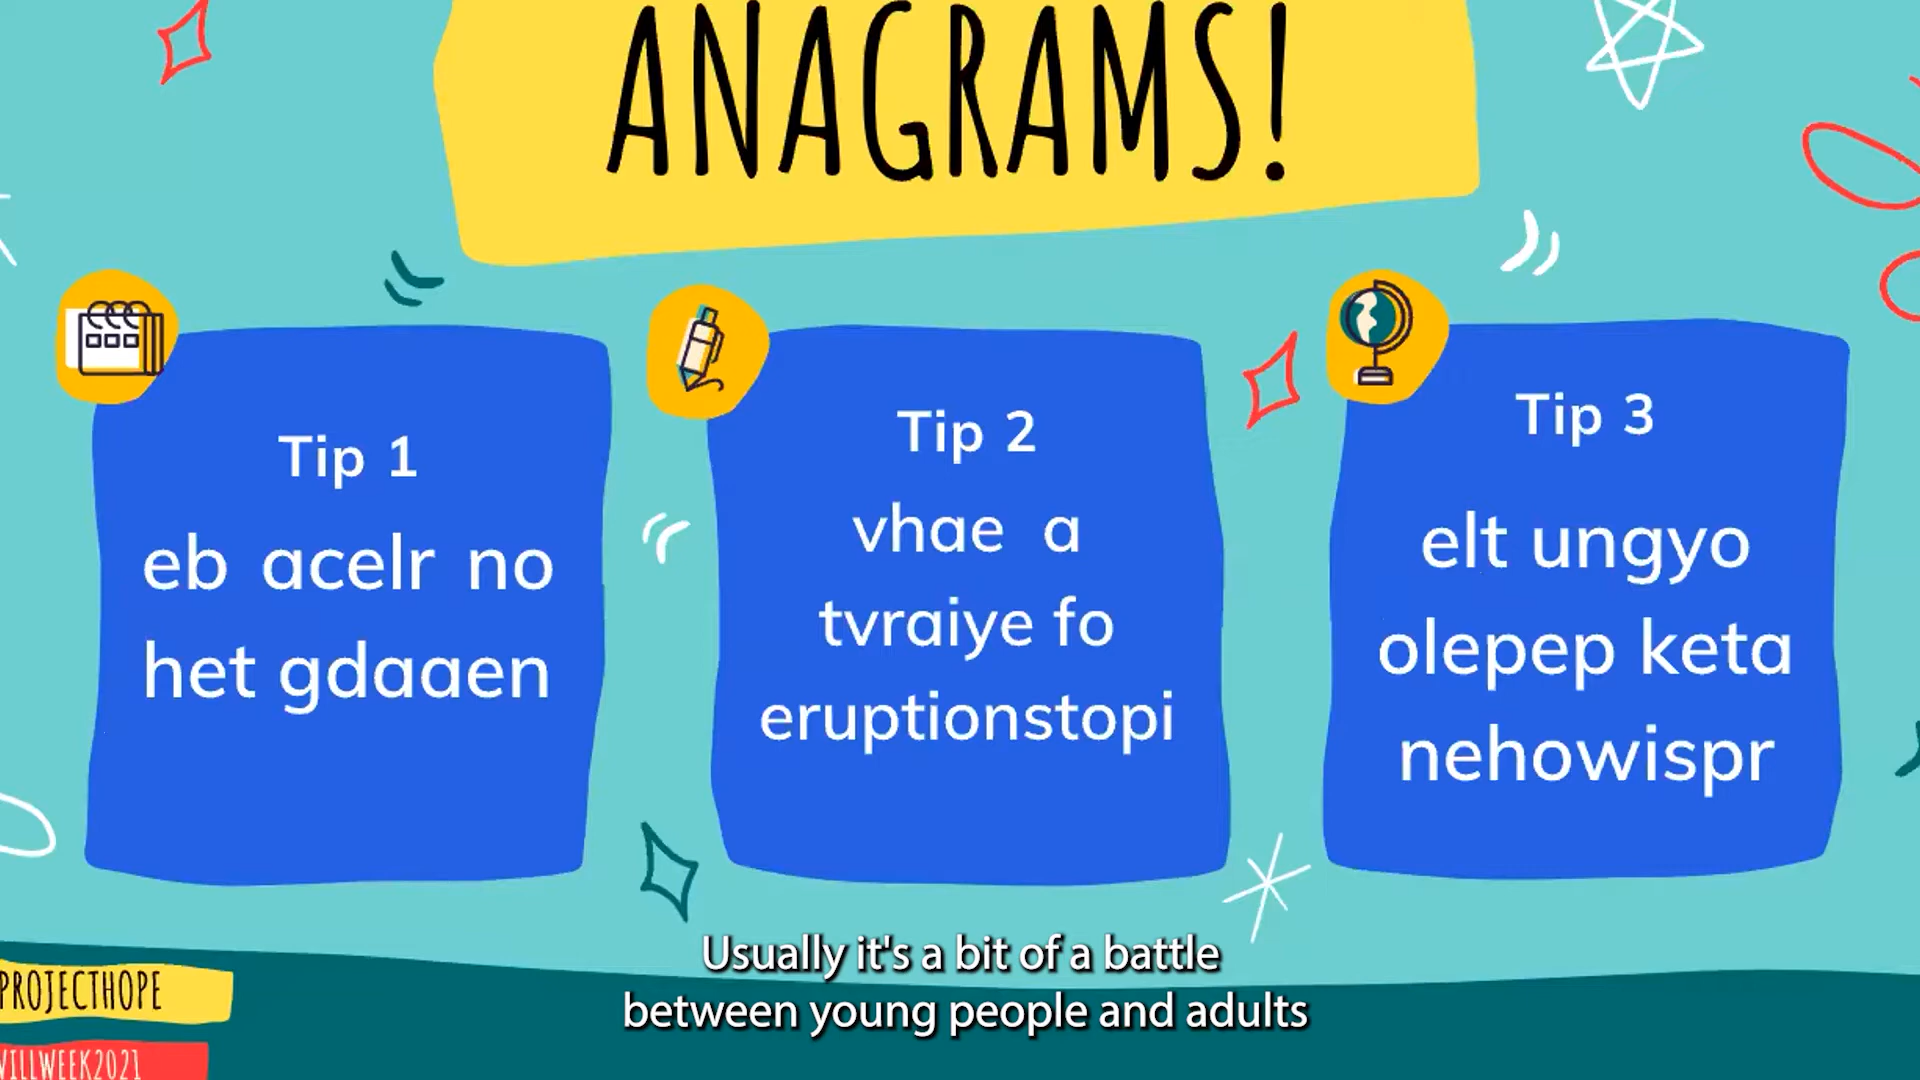 ANAGRAMS!
Tip 1
eb acelr no
het gdaaen
Tip 2
vhae a
tvraiye fo
eruptionstopi
Tip 3
elt ungyo
olepep keta
nehowispr
Usually it's a bit of a battle
between young people and adults
PROJECTHOPE
WILLWEEK2021